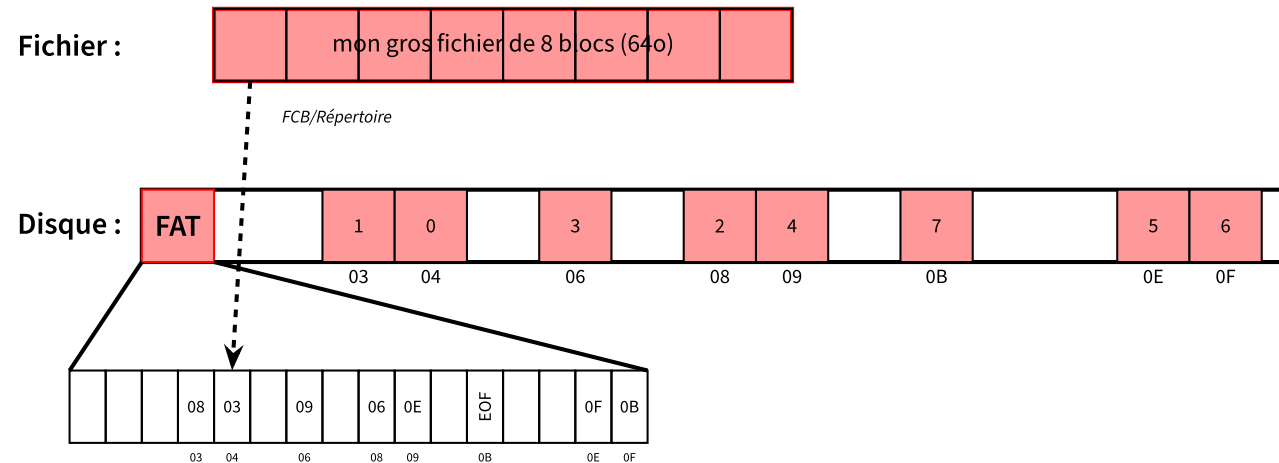 Fichier :
mon gros fichier de 8 blocs (64o)
FCB/Répertoire
Disque :
FAT
1 0 3 2 4 7 5 6
03 04 06 08 09 0B 0E 0F
08 03 09 06 0E EOF 0F 0B
03 04 06 08 09 0B 0E 0F